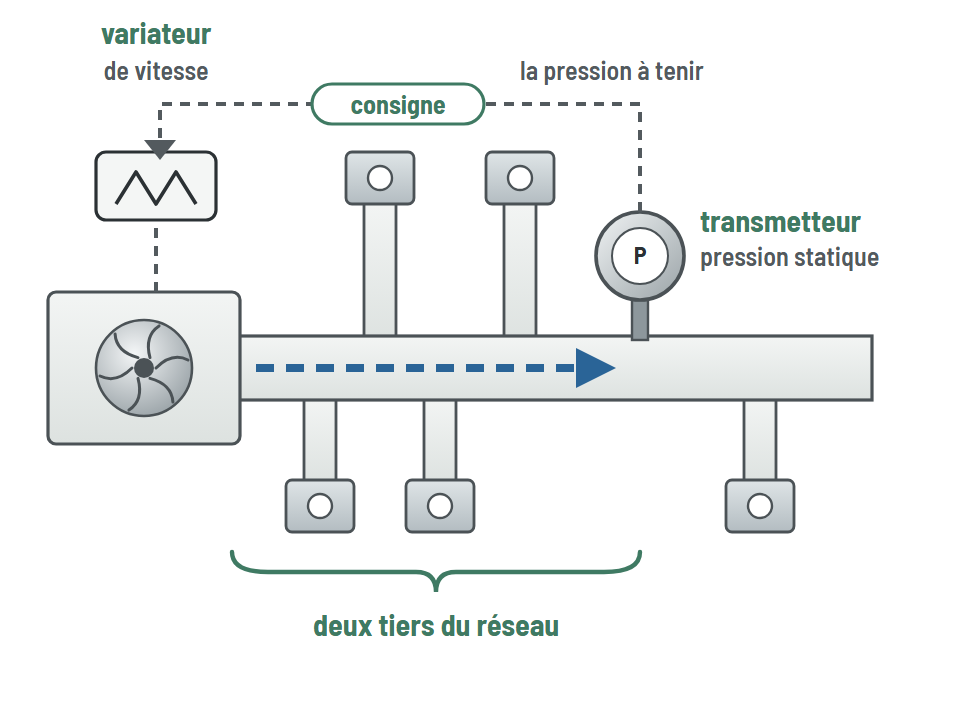 variateur
de vitesse
la pression à tenir
consigne
transmetteur
P
pression statique
deux tiers du réseau